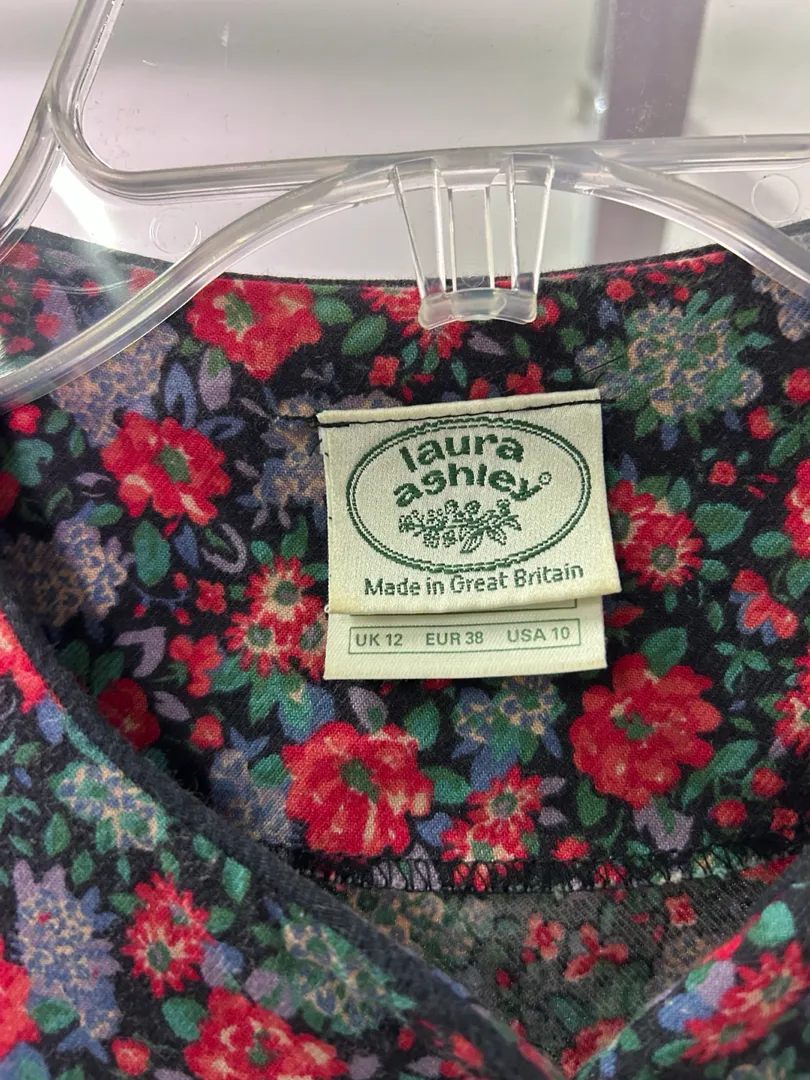 laura
ashley
Made in Great Britain
UK 12 EUR 38 USA 10